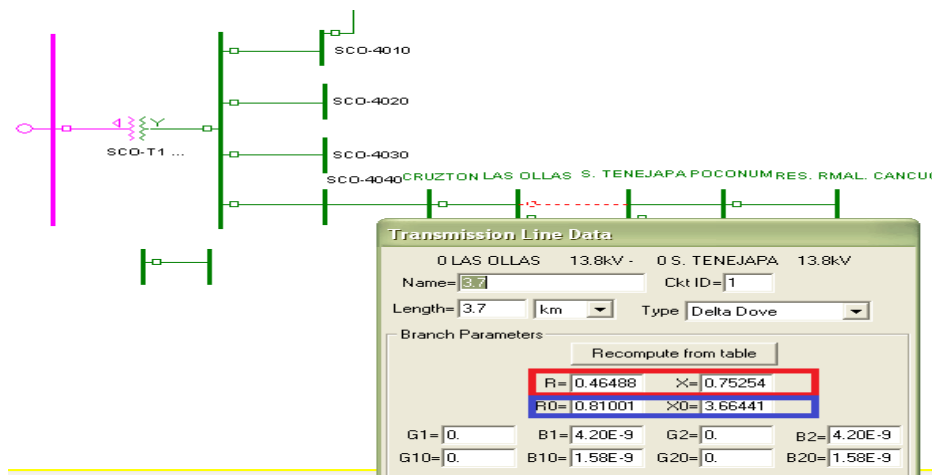 SCO-4010
SCO-4020
SCO-T1 ...
SCO-4030
SCO-4040 CRUZTON LAS OLLAS S. TENEJAPA POCONUM RES. RMAL. CANCU
Transmission Line Data
0 LAS OLLAS 13.8kV - 0 S. TENEJAPA 13.8kV
Name= 3.7 Ckt ID= 1
Length= 3.7 km Type Delta Dove
Branch Parameters
Recompute from table
R= 0.46488 X= 0.75254
R0= 0.81001 X0= 3.66441
G1= 0. B1= 4.20E-9 G2= 0. B2= 4.20E-9
G10= 0. B10= 1.58E-9 G20= 0. B20= 1.58E-9